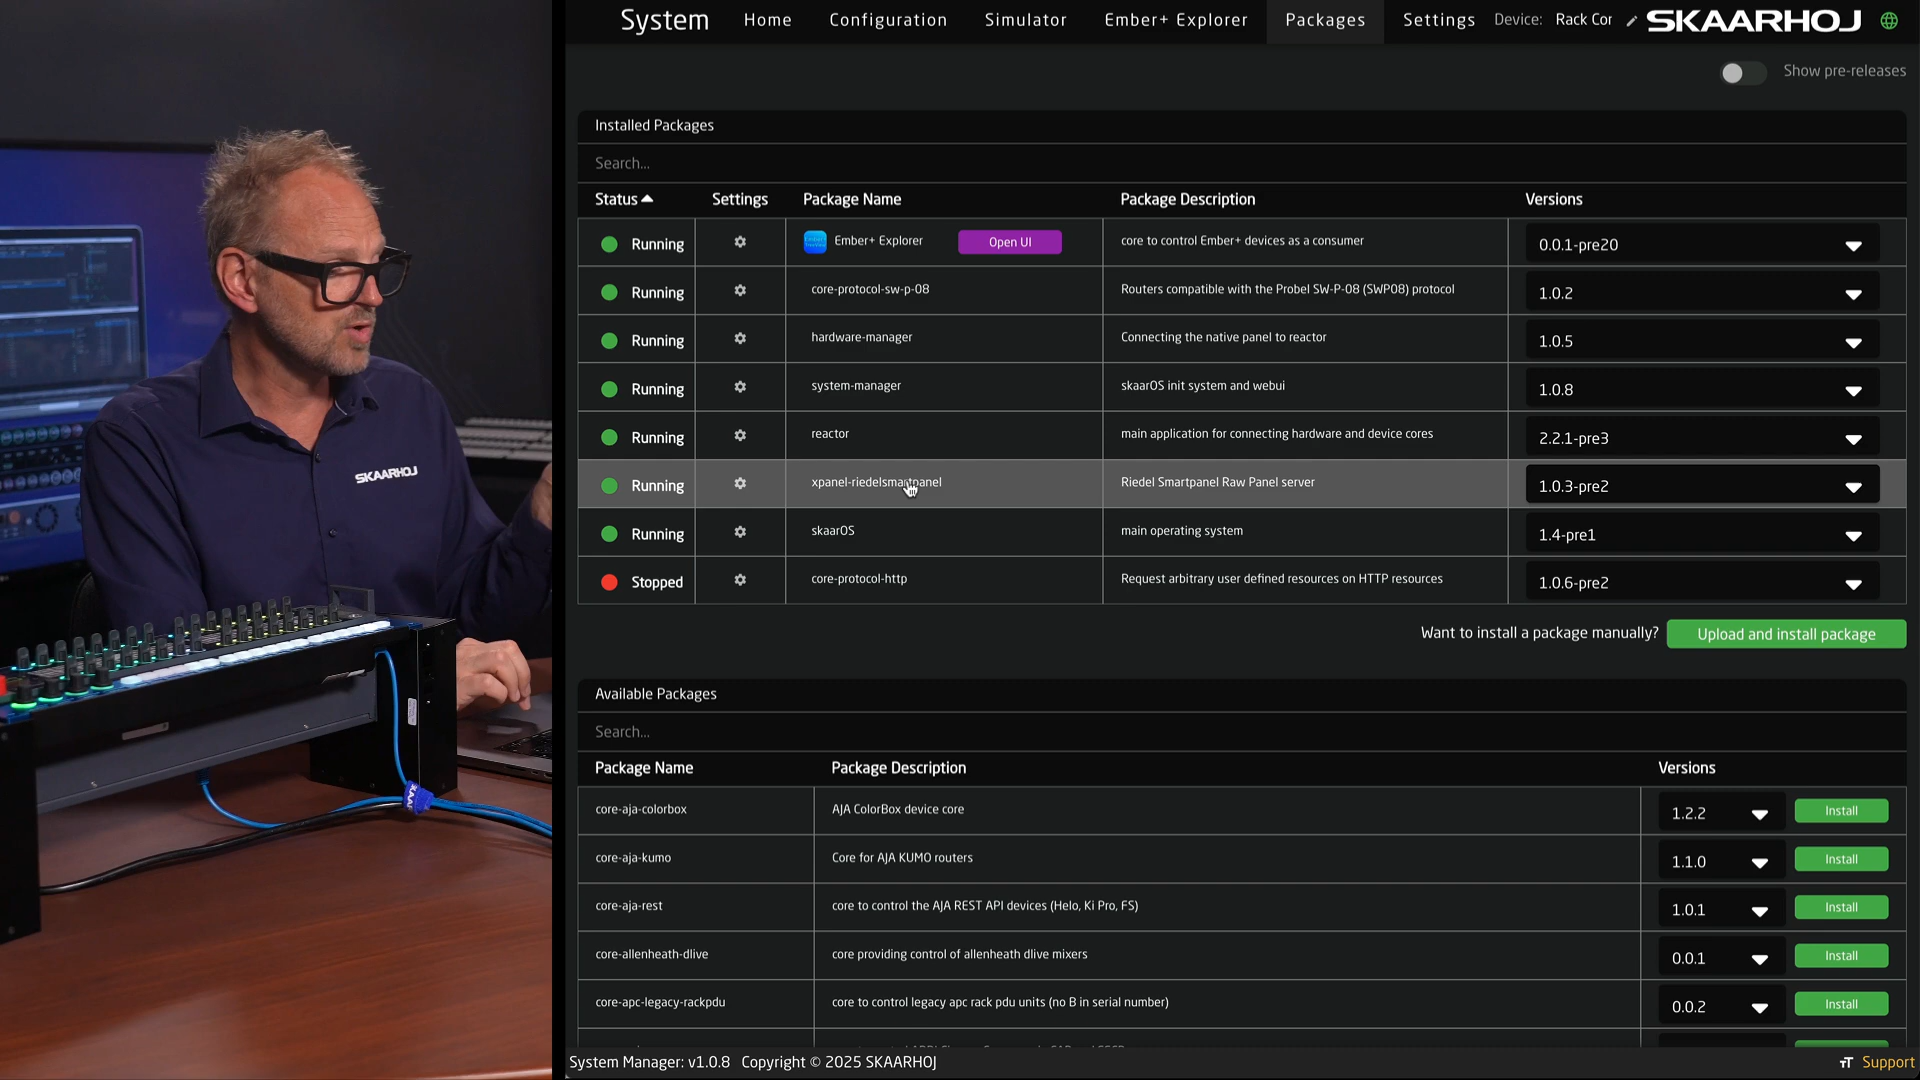 System Home Configuration Simulator Ember+ Explorer Packages Settings Device: Rack Cor SKAARHOJ
Show pre-releases
Installed Packages
Search...
Status Settings Package Name Package Description Versions
Running Ember+ Explorer Open UI core to control Ember+ devices as a consumer 0.0.1-pre20
Running core-protocol-sw-p-08 Routers compatible with the Probel SW-P-08 (SWP08) protocol 1.0.2
Running hardware-manager Connecting the native panel to reactor 1.0.5
Running system-manager skaarOS init system and webui 1.0.8
Running reactor main application for connecting hardware and device cores 2.2.1-pre3
Running xpanel-riedelsmartpanel Riedel Smartpanel Raw Panel server 1.0.3-pre2
Running skaarOS main operating system 1.4-pre1
Stopped core-protocol-http Request arbitrary user defined resources on HTTP resources 1.0.6-pre2
Want to install a package manually? Upload and install package
Available Packages
Search...
Package Name Package Description Versions
core-aja-colorbox AJA ColorBox device core 1.2.2 Install
core-aja-kumo Core for AJA KUMO routers 1.1.0 Install
core-aja-rest core to control the AJA REST API devices (Helo, Ki Pro, FS) 1.0.1 Install
core-allenheath-dlive core providing control of allenheath dlive mixers 0.0.1 Install
core-apc-legacy-rackpdu core to control legacy apc rack pdu units (no B in serial number) 0.0.2 Install
System Manager: v1.0.8 Copyright © 2025 SKAARHOJ Support
SKAARHOJ